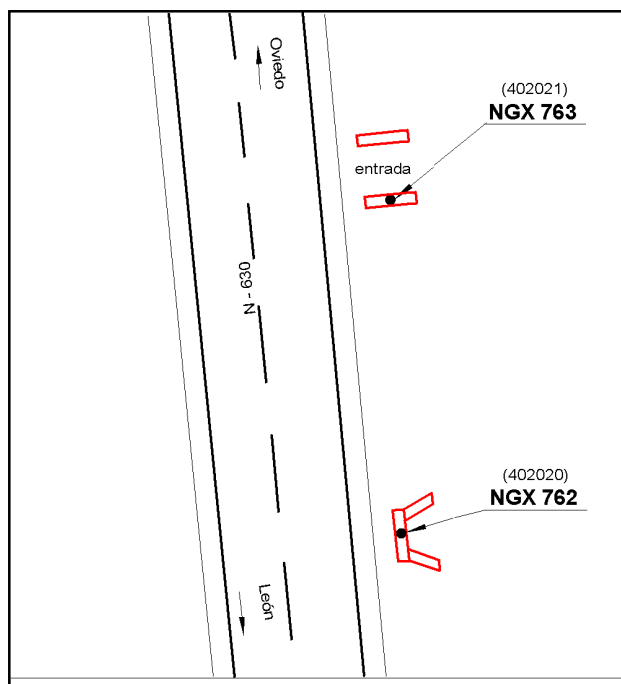 Oviedo
(402021)
NGX 763
entrada
N - 630
(402020)
NGX 762
León